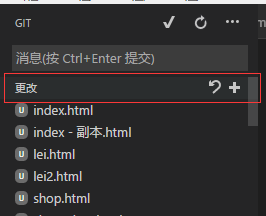 GIT
消息(按 Ctrl+Enter 提交)
更改
U index.html
U index - 副本.html
U lei.html
U lei2.html
U shop.html